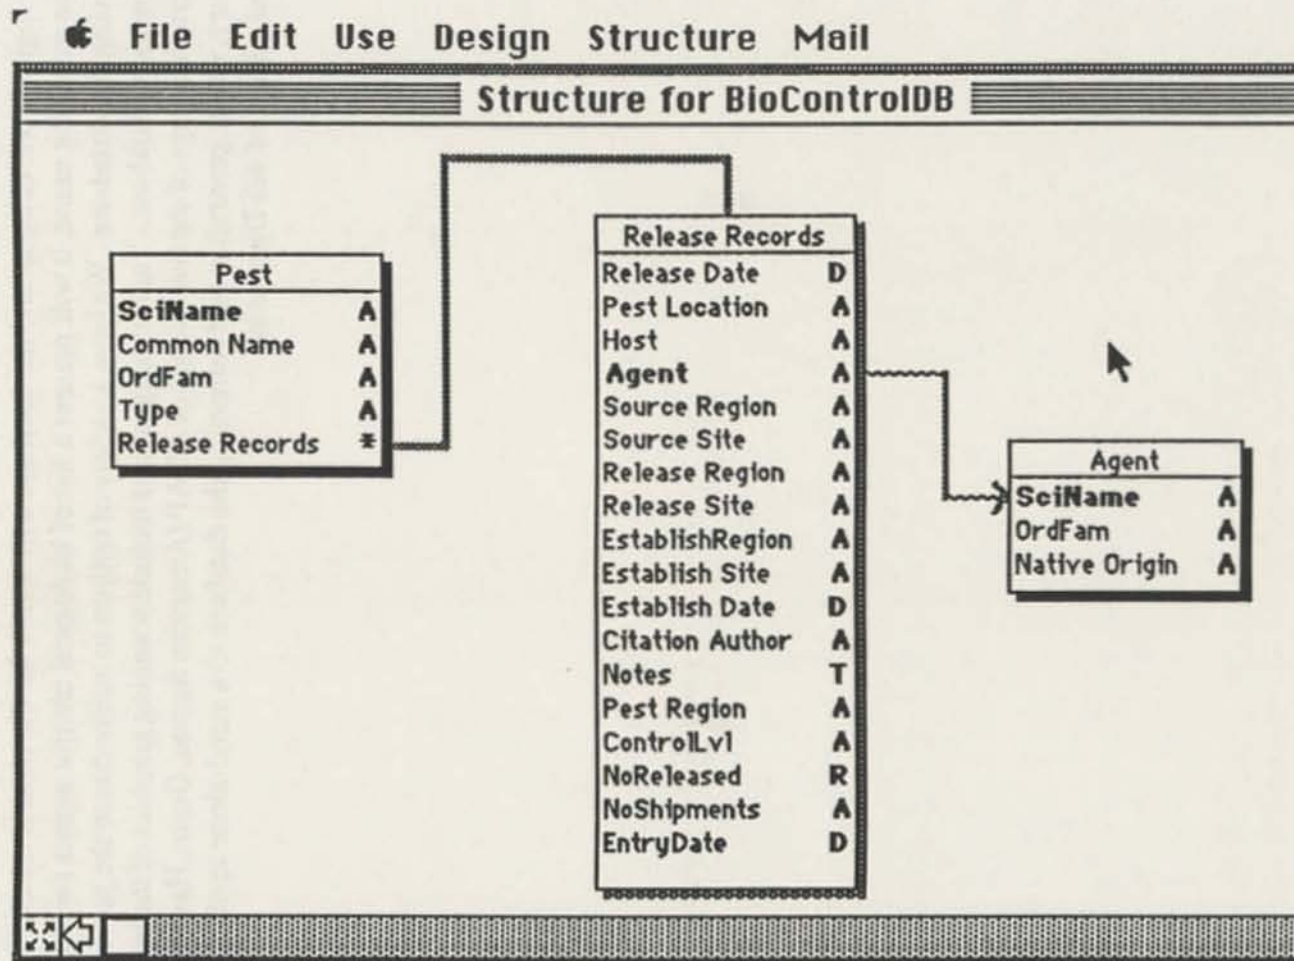 File Edit Use Design Structure Mail
Structure for BioControlDB
Pest
SciName A
Common Name A
OrdFam A
Type A
Release Records *
Release Records
Release Date D
Pest Location A
Host A
Agent A
Source Region A
Source Site A
Release Region A
Release Site A
EstablishRegion A
Establish Site A
Establish Date D
Citation Author A
Notes T
Pest Region A
ControlLvl A
NoReleased R
NoShipments A
EntryDate D
Agent
SciName A
OrdFam A
Native Origin A